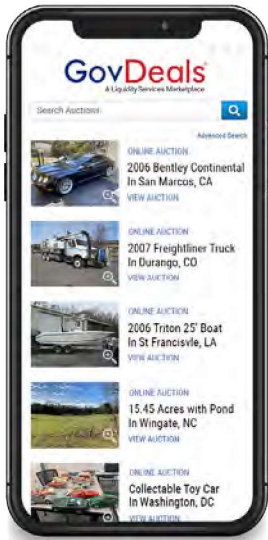 GovDeals
A Liquidity Services Marketplace
Search Auctions
Advanced Search
ONLINE AUCTION
2006 Bentley Continental
In San Marcos, CA
VIEW AUCTION
ONLINE AUCTION
2007 Freightliner Truck
In Durango, CO
VIEW AUCTION
ONLINE AUCTION
2006 Triton 25' Boat
In St Francisvle, LA
VIEW AUCTION
ONLINE AUCTION
15.45 Acres with Pond
In Wingate, NC
VIEW AUCTION
ONLINE AUCTION
Collectable Toy Car
In Washington, DC
VIEW AUCTION